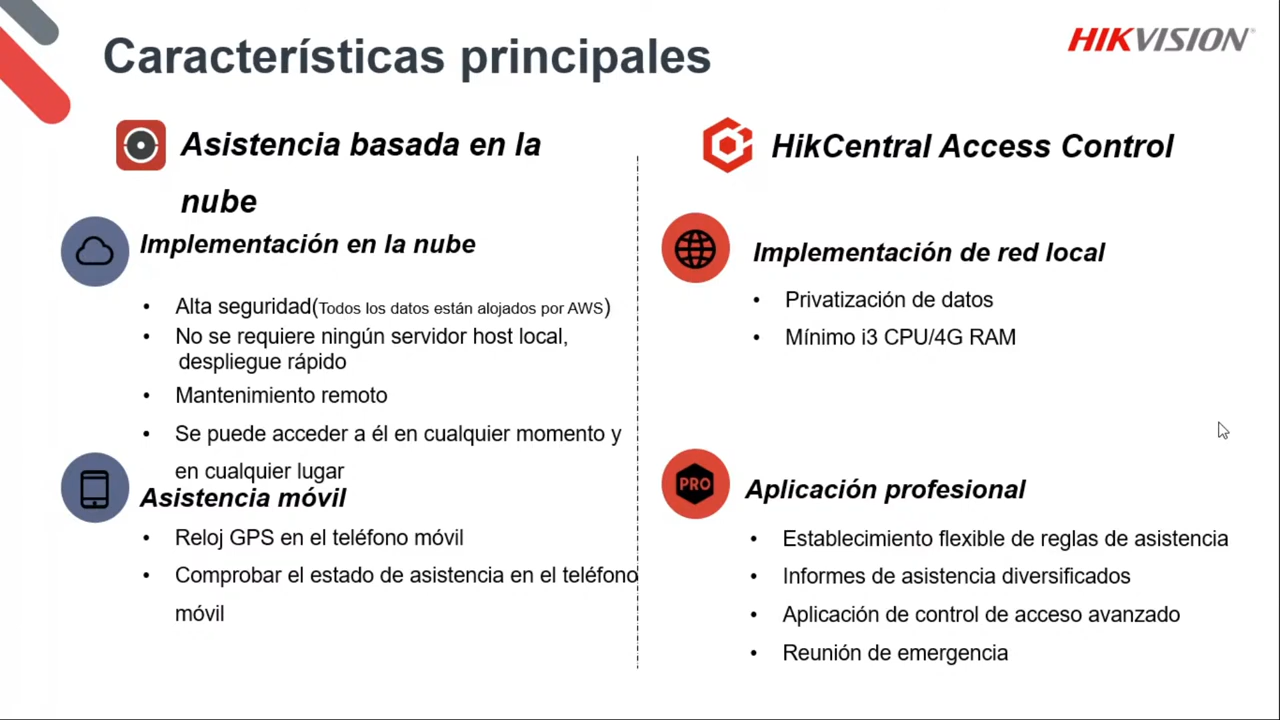 Características principales
HIKVISION
Asistencia basada en la
nube
Implementación en la nube
• Alta seguridad(Todos los datos están alojados por AWS)
• No se requiere ningún servidor host local,
despliegue rápido
• Mantenimiento remoto
• Se puede acceder a él en cualquier momento y
en cualquier lugar
Asistencia móvil
• Reloj GPS en el teléfono móvil
• Comprobar el estado de asistencia en el teléfono
móvil
HikCentral Access Control
Implementación de red local
• Privatización de datos
• Mínimo i3 CPU/4G RAM
PRO
Aplicación profesional
• Establecimiento flexible de reglas de asistencia
• Informes de asistencia diversificados
• Aplicación de control de acceso avanzado
• Reunión de emergencia